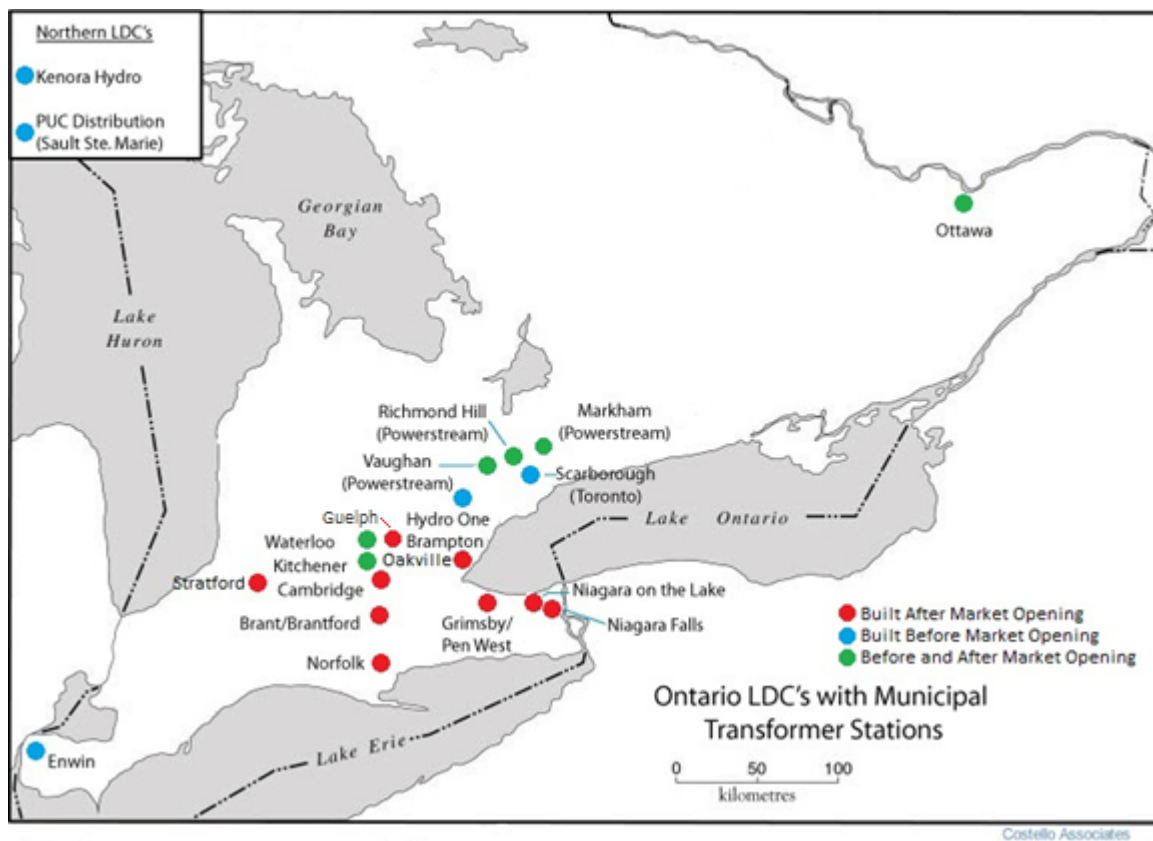 Northern LDC's
Kenora Hydro
PUC Distribution
(Sault Ste. Marie)
Georgian
Bay
Ottawa
Lake
Huron
Richmond Hill
(Powerstream)
Markham
(Powerstream)
Vaughan
(Powerstream)
Scarborough
(Toronto)
Guelph
Hydro One
Brampton
Lake Ontario
Waterloo
Kitchener
Oakville
Stratford
Cambridge
Niagara on the Lake
Brant/Brantford
Grimsby/
Pen West
Niagara Falls
Norfolk
Built After Market Opening
Built Before Market Opening
Before and After Market Opening
Ontario LDC's with Municipal
Transformer Stations
Lake Erie
Enwin
0 50 100
kilometres
Costello Associates